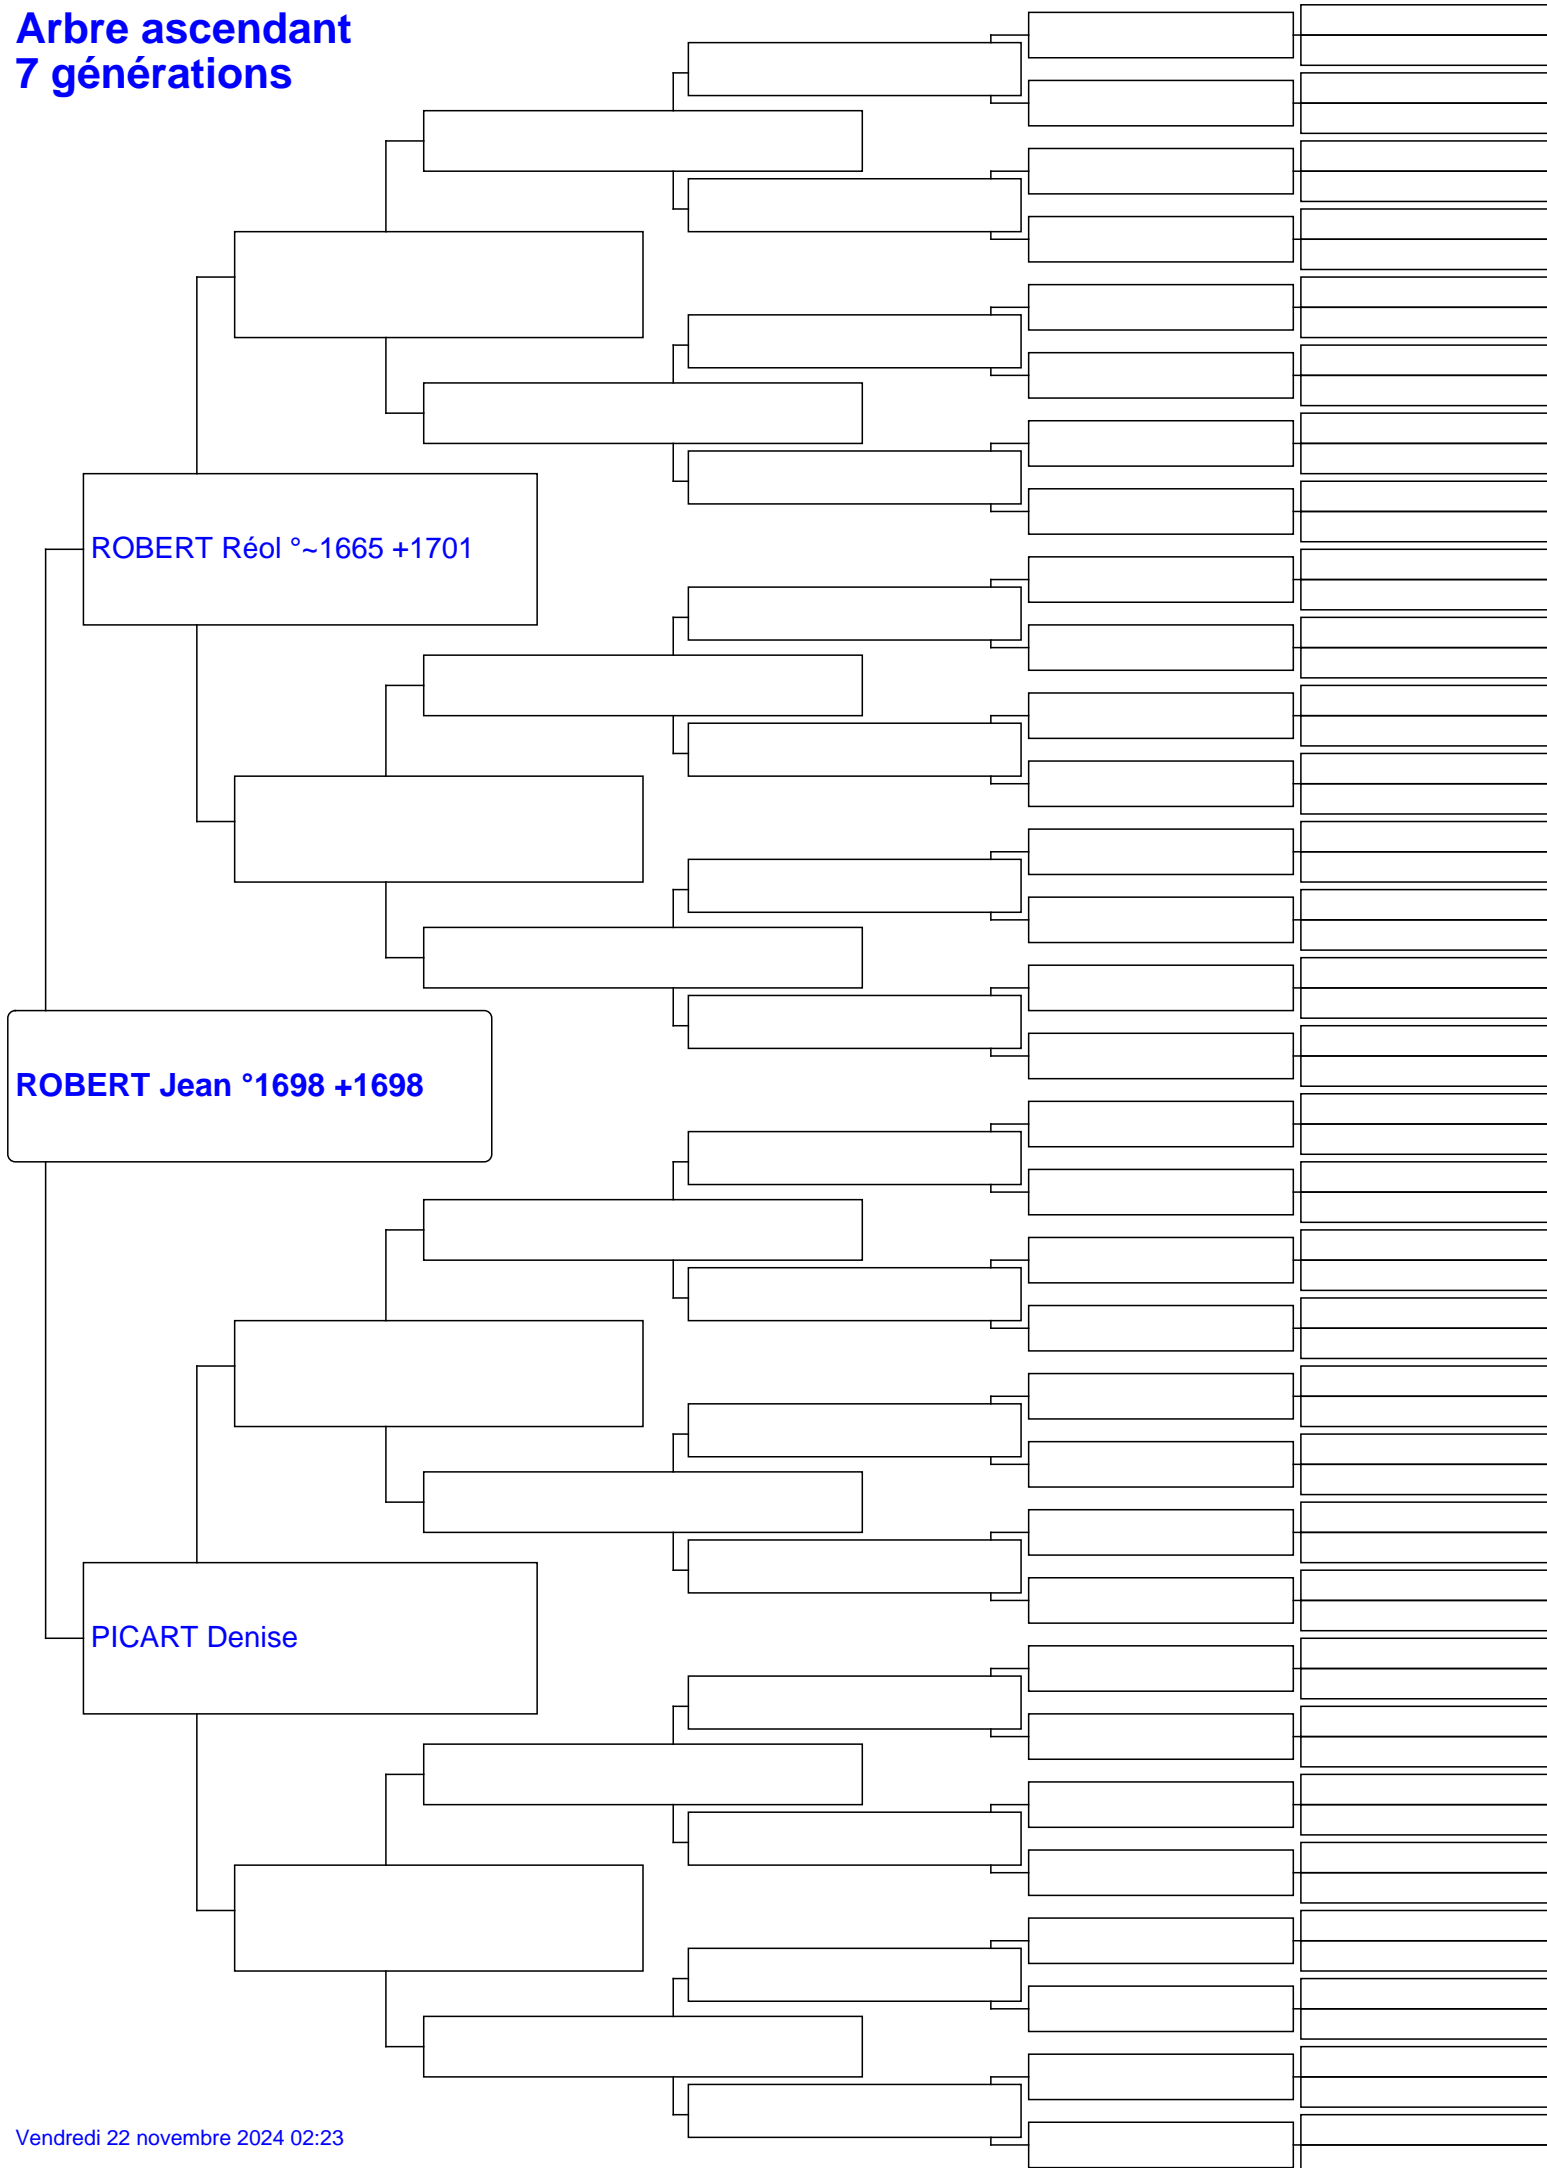 Arbre ascendant
7 générations
ROBERT Réol °~1665 +1701
ROBERT Jean °1698 +1698
PICART Denise
Vendredi 22 novembre 2024 02:23